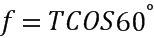 f = TCOS60°